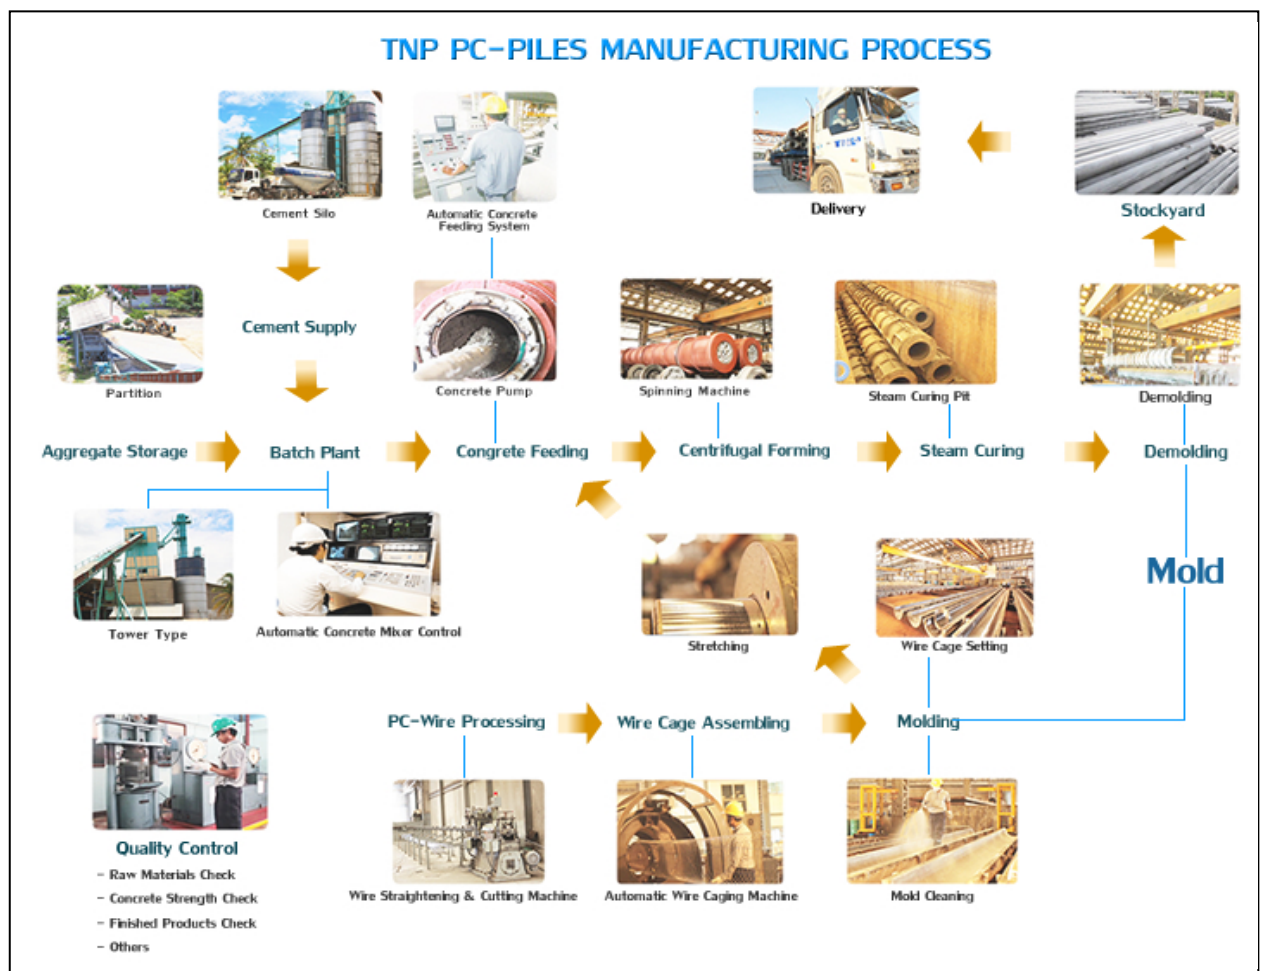 TNP PC-PILES MANUFACTURING PROCESS
Cement Silo
Automatic Concrete
Feeding System
Delivery
Stockyard
Cement Supply
Partition
Concrete Pump
Spinning Machine
Steam Curing Pit
Demolding
Aggregate Storage
Batch Plant
Congrete Feeding
Centrifugal Forming
Steam Curing
Demolding
Mold
Tower Type
Automatic Concrete Mixer Control
Stretching
Wire Cage Setting
PC-Wire Processing
Wire Cage Assembling
Molding
Quality Control
- Raw Materials Check
- Concrete Strength Check
- Finished Products Check
- Others
Wire Straightening & Cutting Machine
Automatic Wire Caging Machine
Mold Cleaning